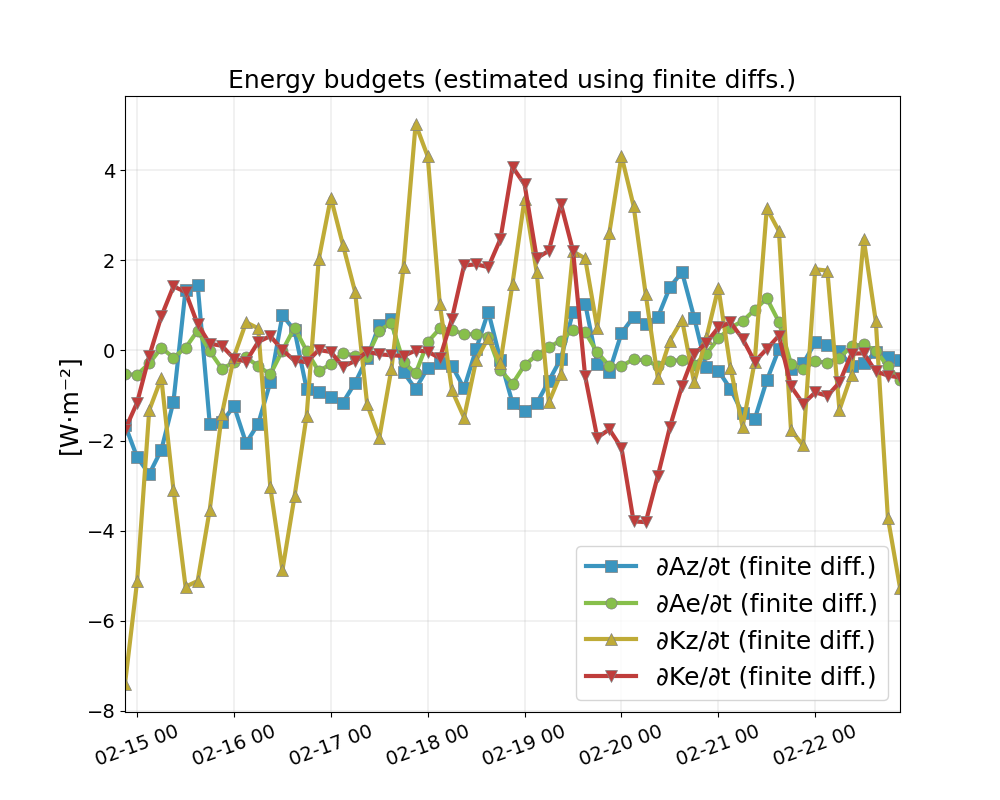 Energy budgets (estimated using finite diffs.)
[W·m⁻²]
4
2
0
−2
−4
−6
−8
∂Az/∂t (finite diff.)
∂Ae/∂t (finite diff.)
∂Kz/∂t (finite diff.)
∂Ke/∂t (finite diff.)
02-15 00 02-16 00 02-17 00 02-18 00 02-19 00 02-20 00 02-21 00 02-22 00